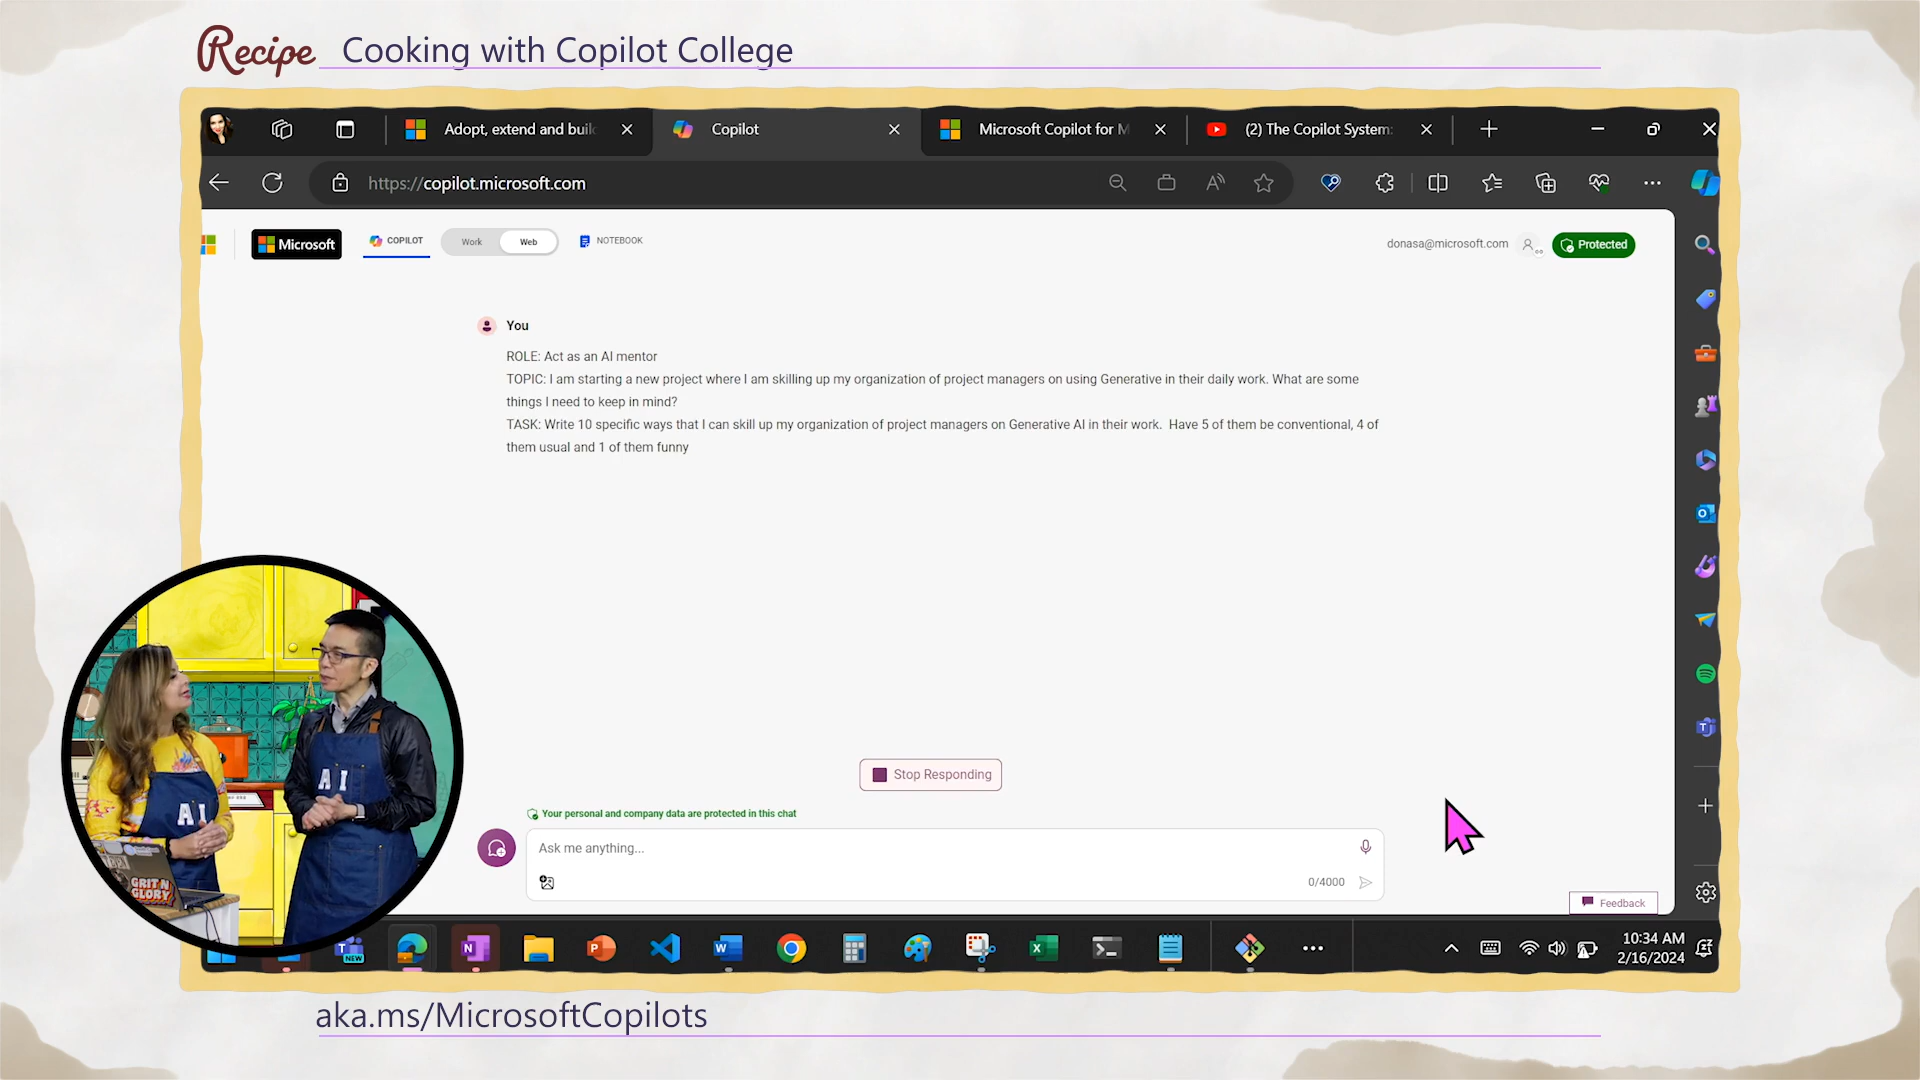 Recipe Cooking with Copilot College
Adopt, extend and buil
Copilot
Microsoft Copilot for M
(2) The Copilot System:
https://copilot.microsoft.com
Microsoft
COPILOT
Work
Web
NOTEBOOK
donasa@microsoft.com
Protected
You
ROLE: Act as an AI mentor
TOPIC: I am starting a new project where I am skilling up my organization of project managers on using Generative in their daily work. What are some
things I need to keep in mind?
TASK: Write 10 specific ways that I can skill up my organization of project managers on Generative AI in their work. Have 5 of them be conventional, 4 of
them usual and 1 of them funny
Stop Responding
Your personal and company data are protected in this chat
Ask me anything...
0/4000
Feedback
AI
AI
GRIT N
GLORY
NEW
10:34 AM
2/16/2024
aka.ms/MicrosoftCopilots